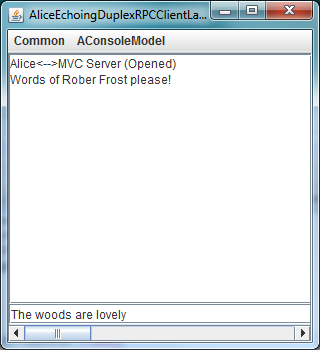 AliceEchoingDuplexRPCClientLa...
Common AConsoleModel
Alice<-->MVC Server (Opened)
Words of Rober Frost please!
The woods are lovely